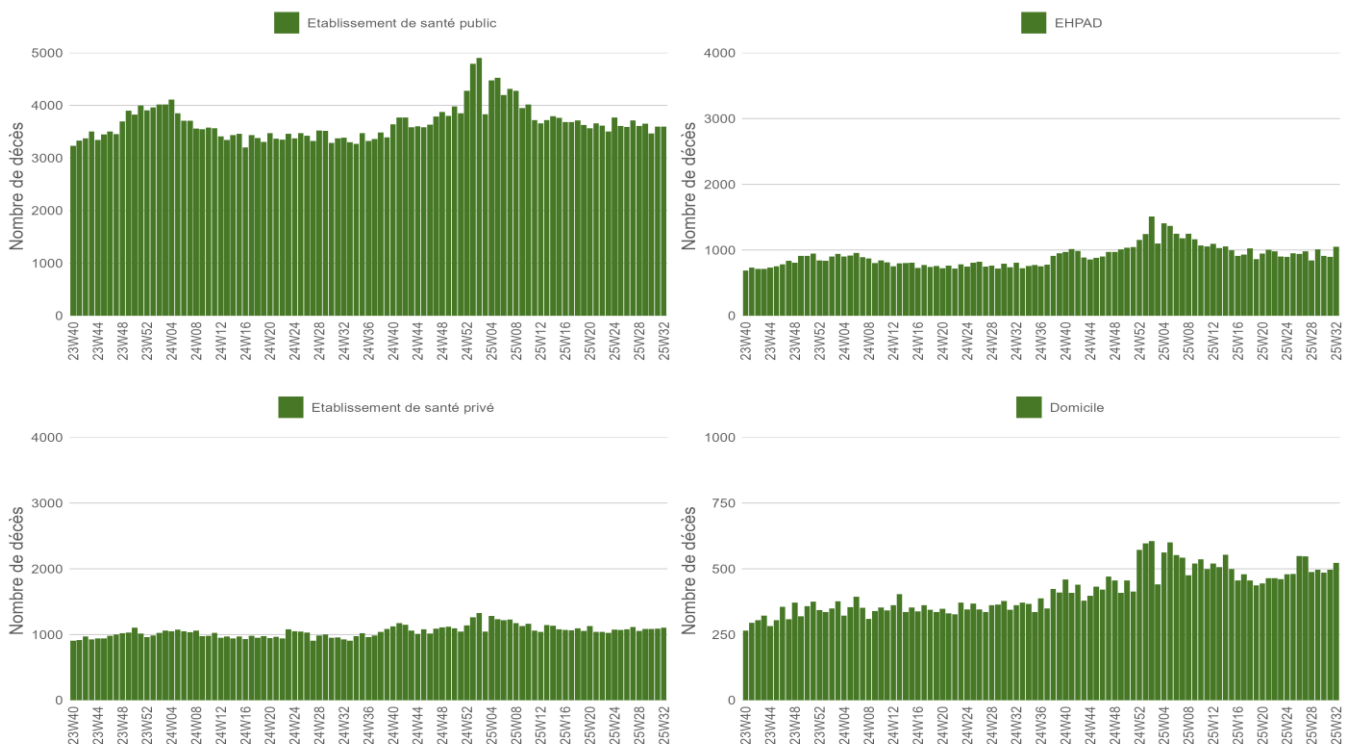 Etablissement de santé public
Nombre de décès
5000
4000
3000
2000
1000
0
23W40
23W44
23W48
23W52
24W04
24W08
24W12
24W16
24W20
24W24
24W28
24W32
24W36
24W40
24W44
24W48
24W52
25W04
25W08
25W12
25W16
25W20
25W24
25W28
25W32
EHPAD
Nombre de décès
4000
3000
2000
1000
0
23W40
23W44
23W48
23W52
24W04
24W08
24W12
24W16
24W20
24W24
24W28
24W32
24W36
24W40
24W44
24W48
24W52
25W04
25W08
25W12
25W16
25W20
25W24
25W28
25W32
Etablissement de santé privé
Nombre de décès
4000
3000
2000
1000
0
23W40
23W44
23W48
23W52
24W04
24W08
24W12
24W16
24W20
24W24
24W28
24W32
24W36
24W40
24W44
24W48
24W52
25W04
25W08
25W12
25W16
25W20
25W24
25W28
25W32
Domicile
Nombre de décès
1000
750
500
250
0
23W40
23W44
23W48
23W52
24W04
24W08
24W12
24W16
24W20
24W24
24W28
24W32
24W36
24W40
24W44
24W48
24W52
25W04
25W08
25W12
25W16
25W20
25W24
25W28
25W32